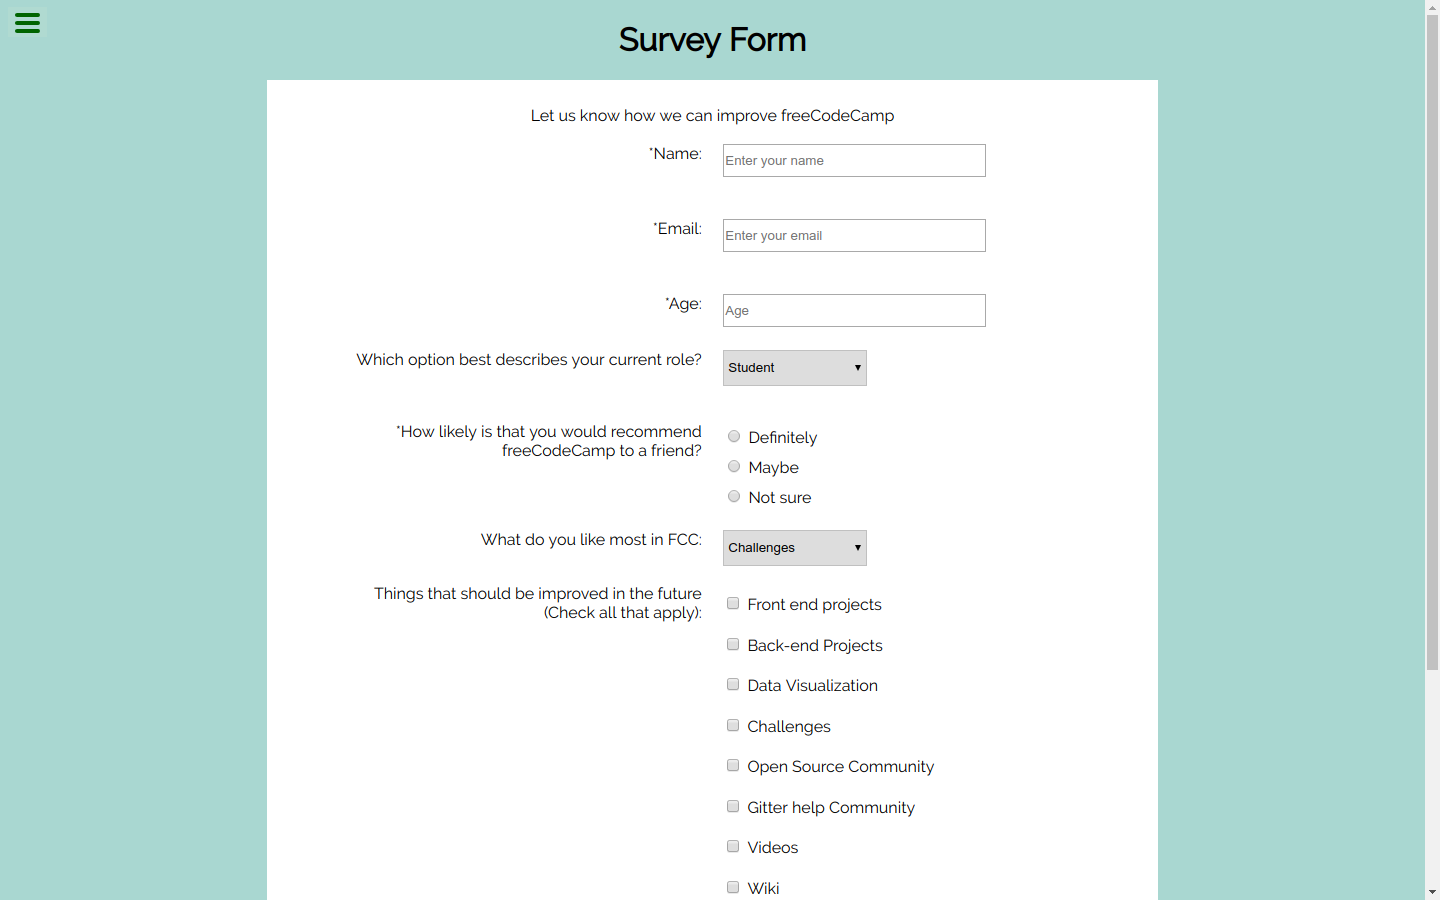 Survey Form
Let us know how we can improve freeCodeCamp
*Name:
Enter your name
*Email:
Enter your email
*Age:
Age
Which option best describes your current role?
Student
*How likely is that you would recommend
freeCodeCamp to a friend?
Definitely
Maybe
Not sure
What do you like most in FCC:
Challenges
Things that should be improved in the future
(Check all that apply):
Front end projects
Back-end Projects
Data Visualization
Challenges
Open Source Community
Gitter help Community
Videos
Wiki